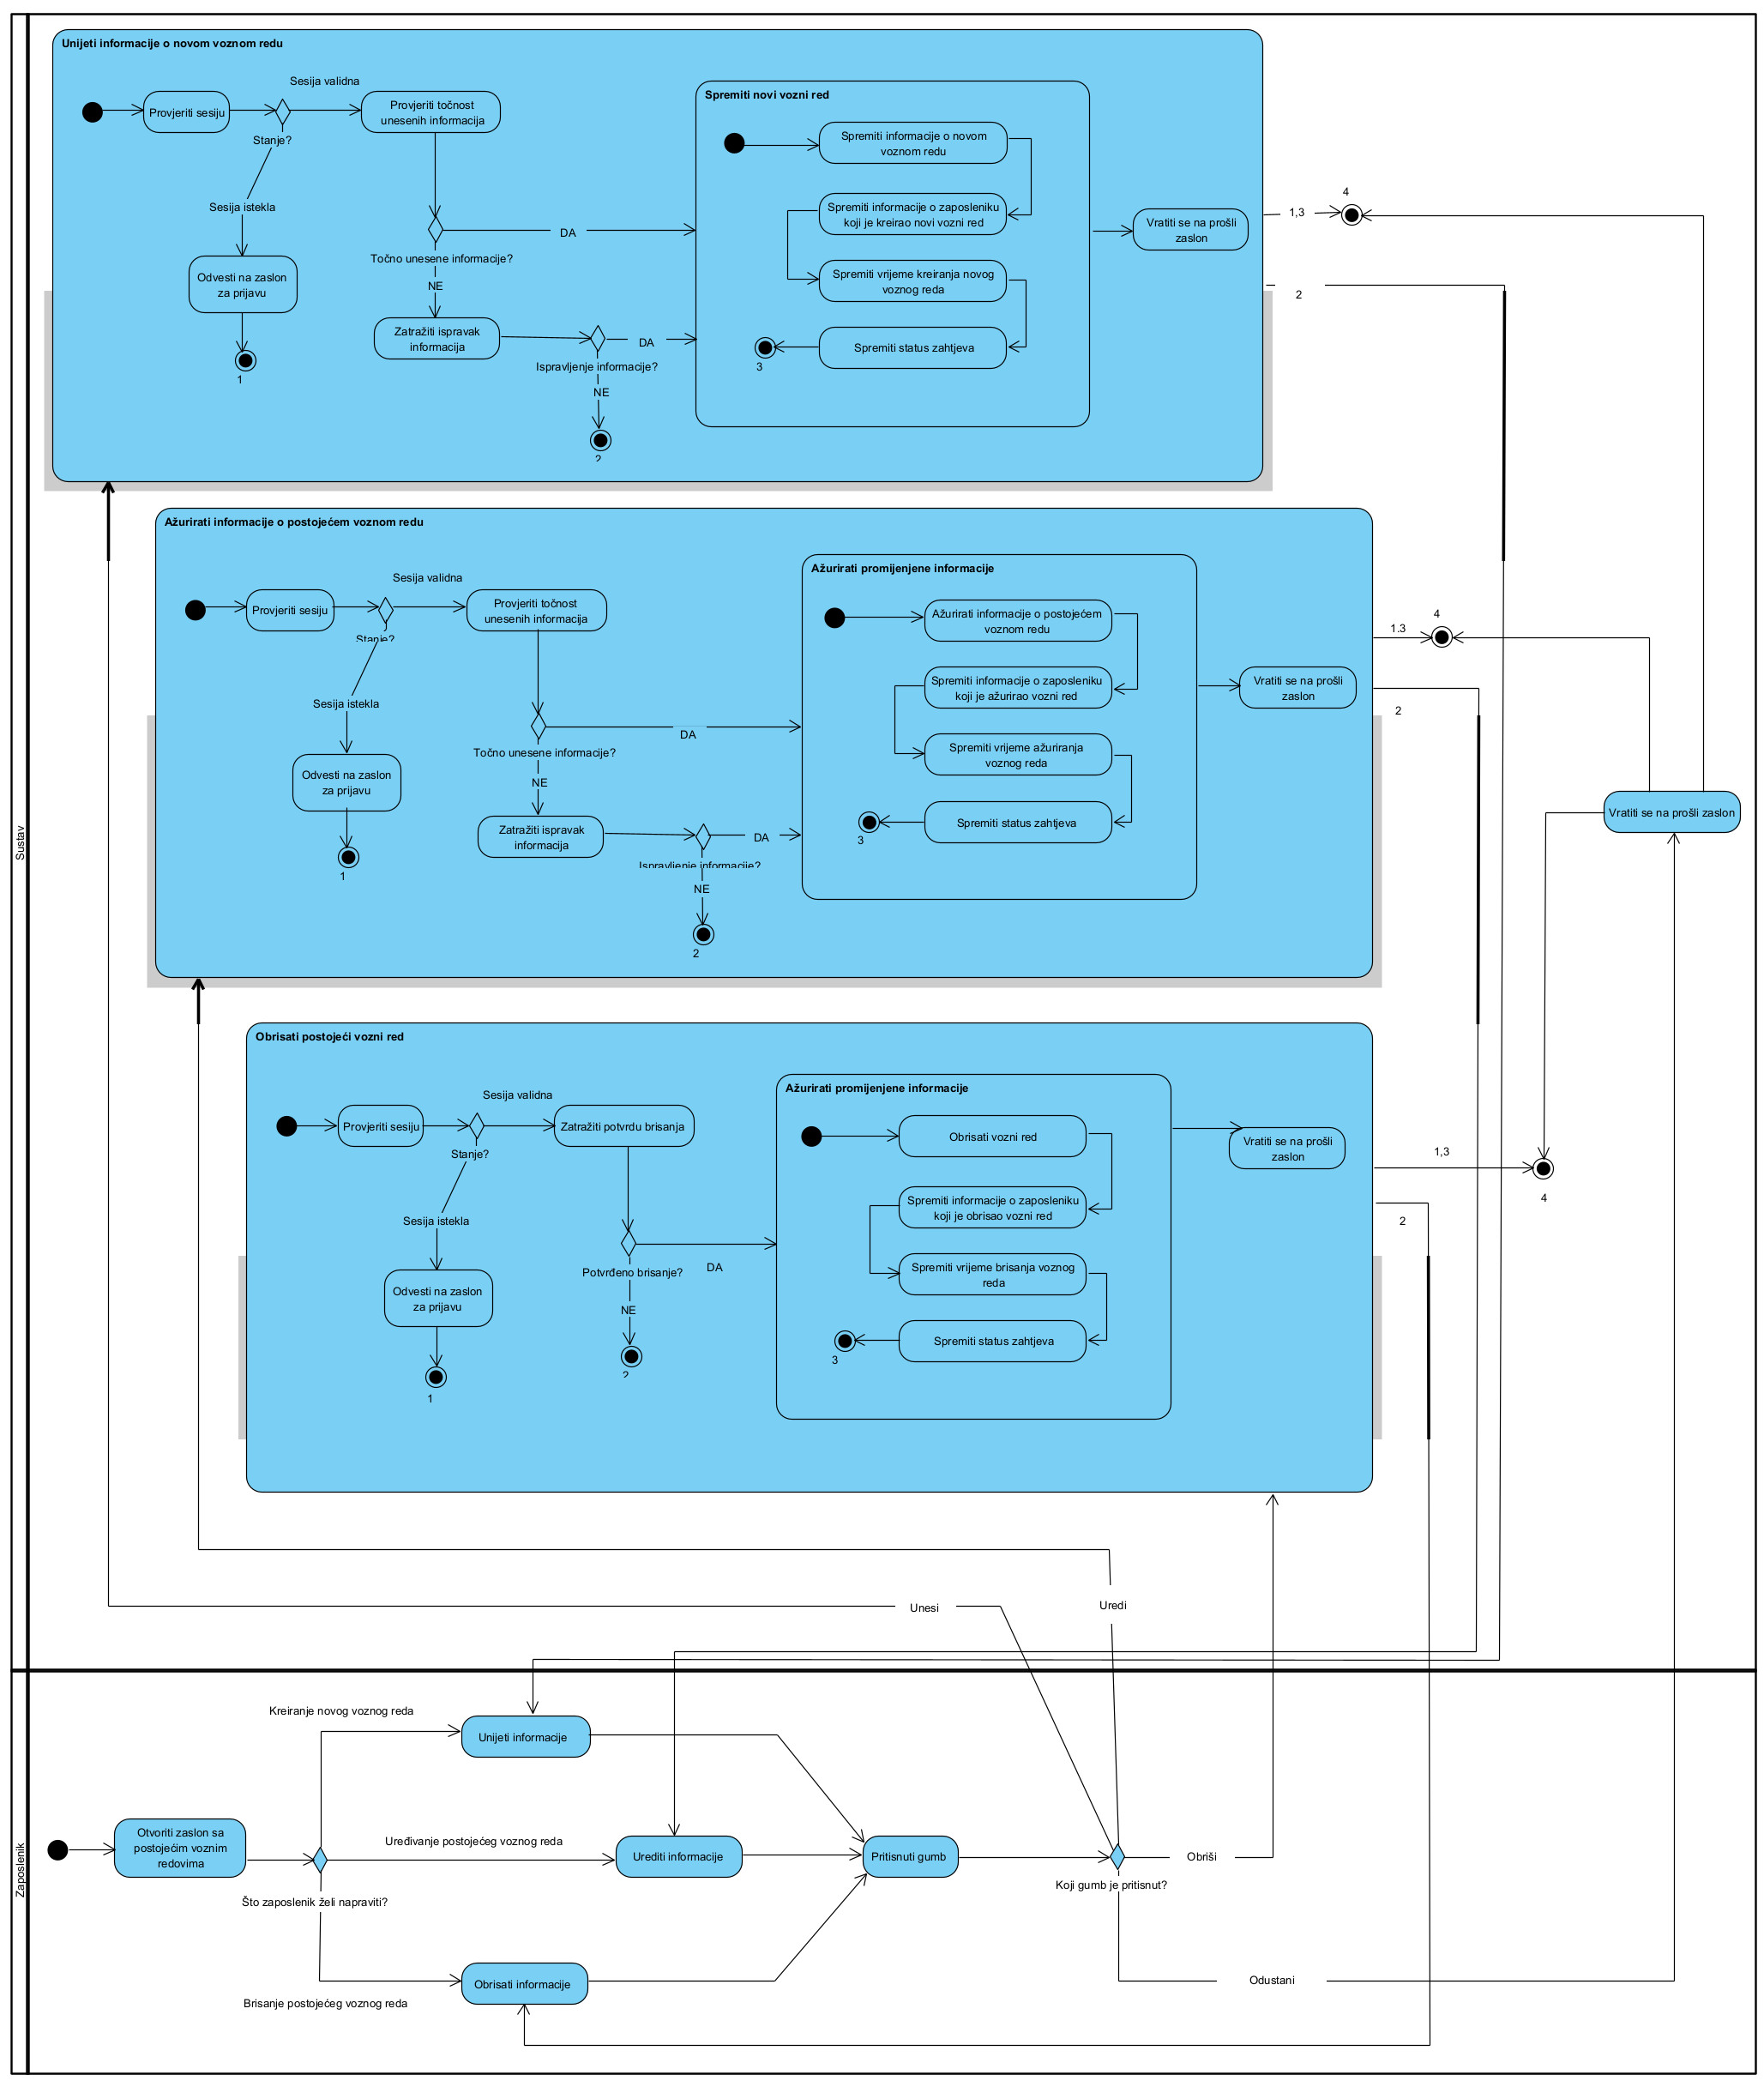 Sustav
Unijeti informacije o novom voznom redu
Sesija validna
Provjeriti sesiju
Provjeriti točnost
unesenih informacija
Stanje?
Sesija istekla
Odvesti na zaslon
za prijavu
1
DA
Točno unesene informacije?
NE
Zatražiti ispravak
informacija
DA
Ispravljenje informacije?
NE
2
Spremiti novi vozni red
Spremiti informacije o novom
voznom redu
Spremiti informacije o zaposleniku
koji je kreirao novi vozni red
Spremiti vrijeme kreiranja novog
voznog reda
Spremiti status zahtjeva
3
Vratiti se na prošli
zaslon
1,3
4
2
Ažurirati informacije o postojećem voznom redu
Sesija validna
Provjeriti sesiju
Provjeriti točnost
unesenih informacija
Stanje?
Sesija istekla
Odvesti na zaslon
za prijavu
1
DA
Točno unesene informacije?
NE
Zatražiti ispravak
informacija
DA
Ispravljenje informacije?
NE
2
Ažurirati promijenjene informacije
Ažurirati informacije o postojećem
voznom redu
Spremiti informacije o zaposleniku
koji je ažurirao vozni red
Spremiti vrijeme ažuriranja
voznog reda
Spremiti status zahtjeva
3
Vratiti se na prošli
zaslon
1.3
4
2
Vratiti se na prošli zaslon
Obrisati postojeći vozni red
Sesija validna
Provjeriti sesiju
Zatražiti potvrdu brisanja
Stanje?
Sesija istekla
Odvesti na zaslon
za prijavu
1
Potvrđeno brisanje?
DA
NE
2
Ažurirati promijenjene informacije
Obrisati vozni red
Spremiti informacije o zaposleniku
koji je obrisao vozni red
Spremiti vrijeme brisanja voznog
reda
Spremiti status zahtjeva
3
Vratiti se na prošli
zaslon
1,3
4
2
Unesi
Uredi
Zaposlenik
Kreiranje novog voznog reda
Unijeti informacije
Otvoriti zaslon sa
postojećim voznim
redovima
Uređivanje postojećeg voznog reda
Urediti informacije
Pritisnuti gumb
Obriši
Koji gumb je pritisnut?
Što zaposlenik želi napraviti?
Obrisati informacije
Odustani
Brisanje postojećeg voznog reda